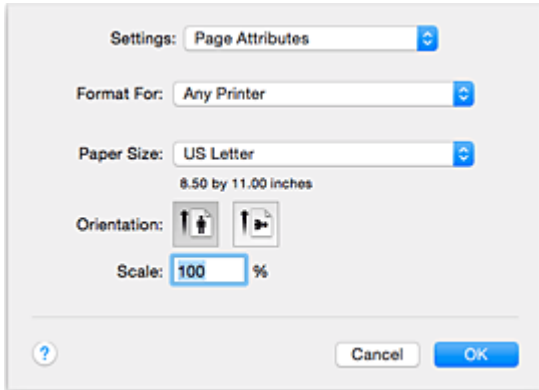 Settings: Page Attributes
Format For: Any Printer
Paper Size: US Letter
8.50 by 11.00 inches
Orientation:
Scale: 100 %
? Cancel OK